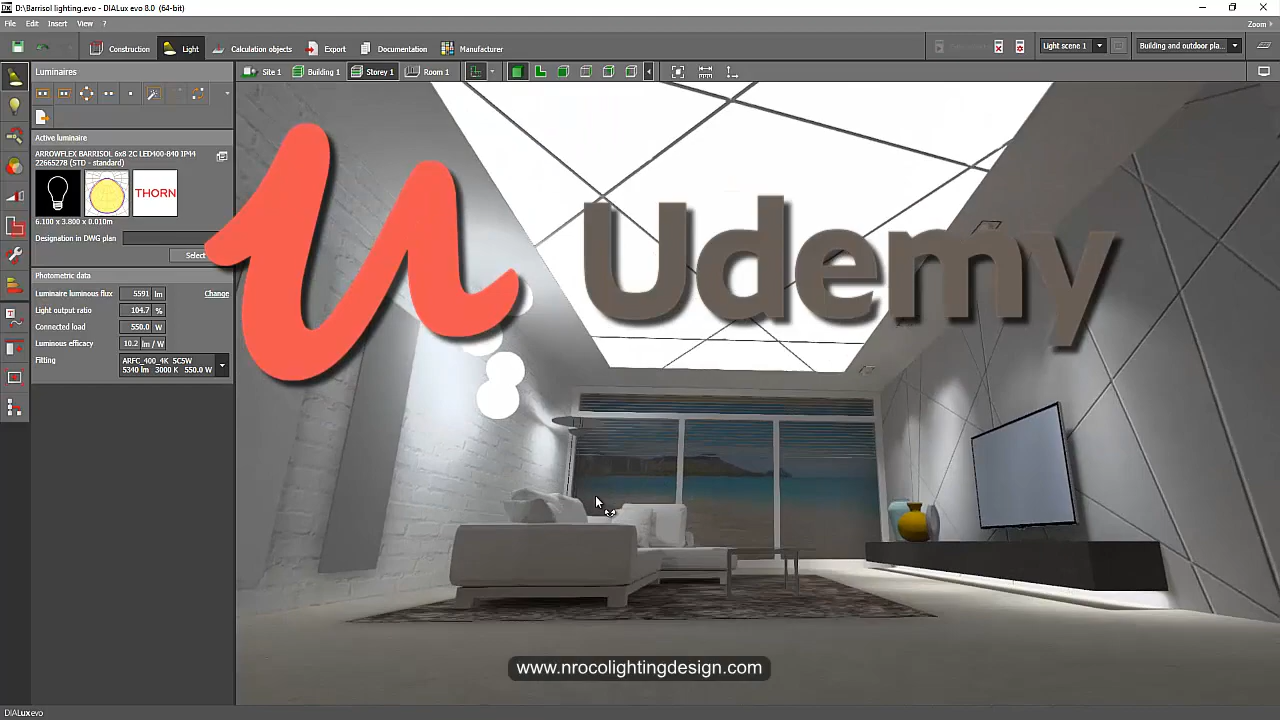 D:\Barrisol lighting.evo - DIALux evo 8.0 (64-bit)
File Edit Insert View ?
Zoom
Construction Light Calculation objects Export Documentation Manufacturer
Light scene 1
Building and outdoor pla...
Luminaires
Site 1 Building 1 Storey 1 Room 1
Active luminaire
ARROWFLEX BARRISOL 6x8 2C LED400-840 IP44
22665278 (STD - standard)
THORN
6.100 x 3.800 x 0.010m
Designation in DWG plan
Select
Udemy
Photometric data
Luminaire luminous flux 5591 lm Change
Light output ratio 104.7 %
Connected load 550.0 W
Luminous efficacy 10.2 lm / W
Fitting ARFC_400_4K_5C5W
5340 lm 3000 K 550.0 W
www.nrocolightingdesign.com
DIALux evo